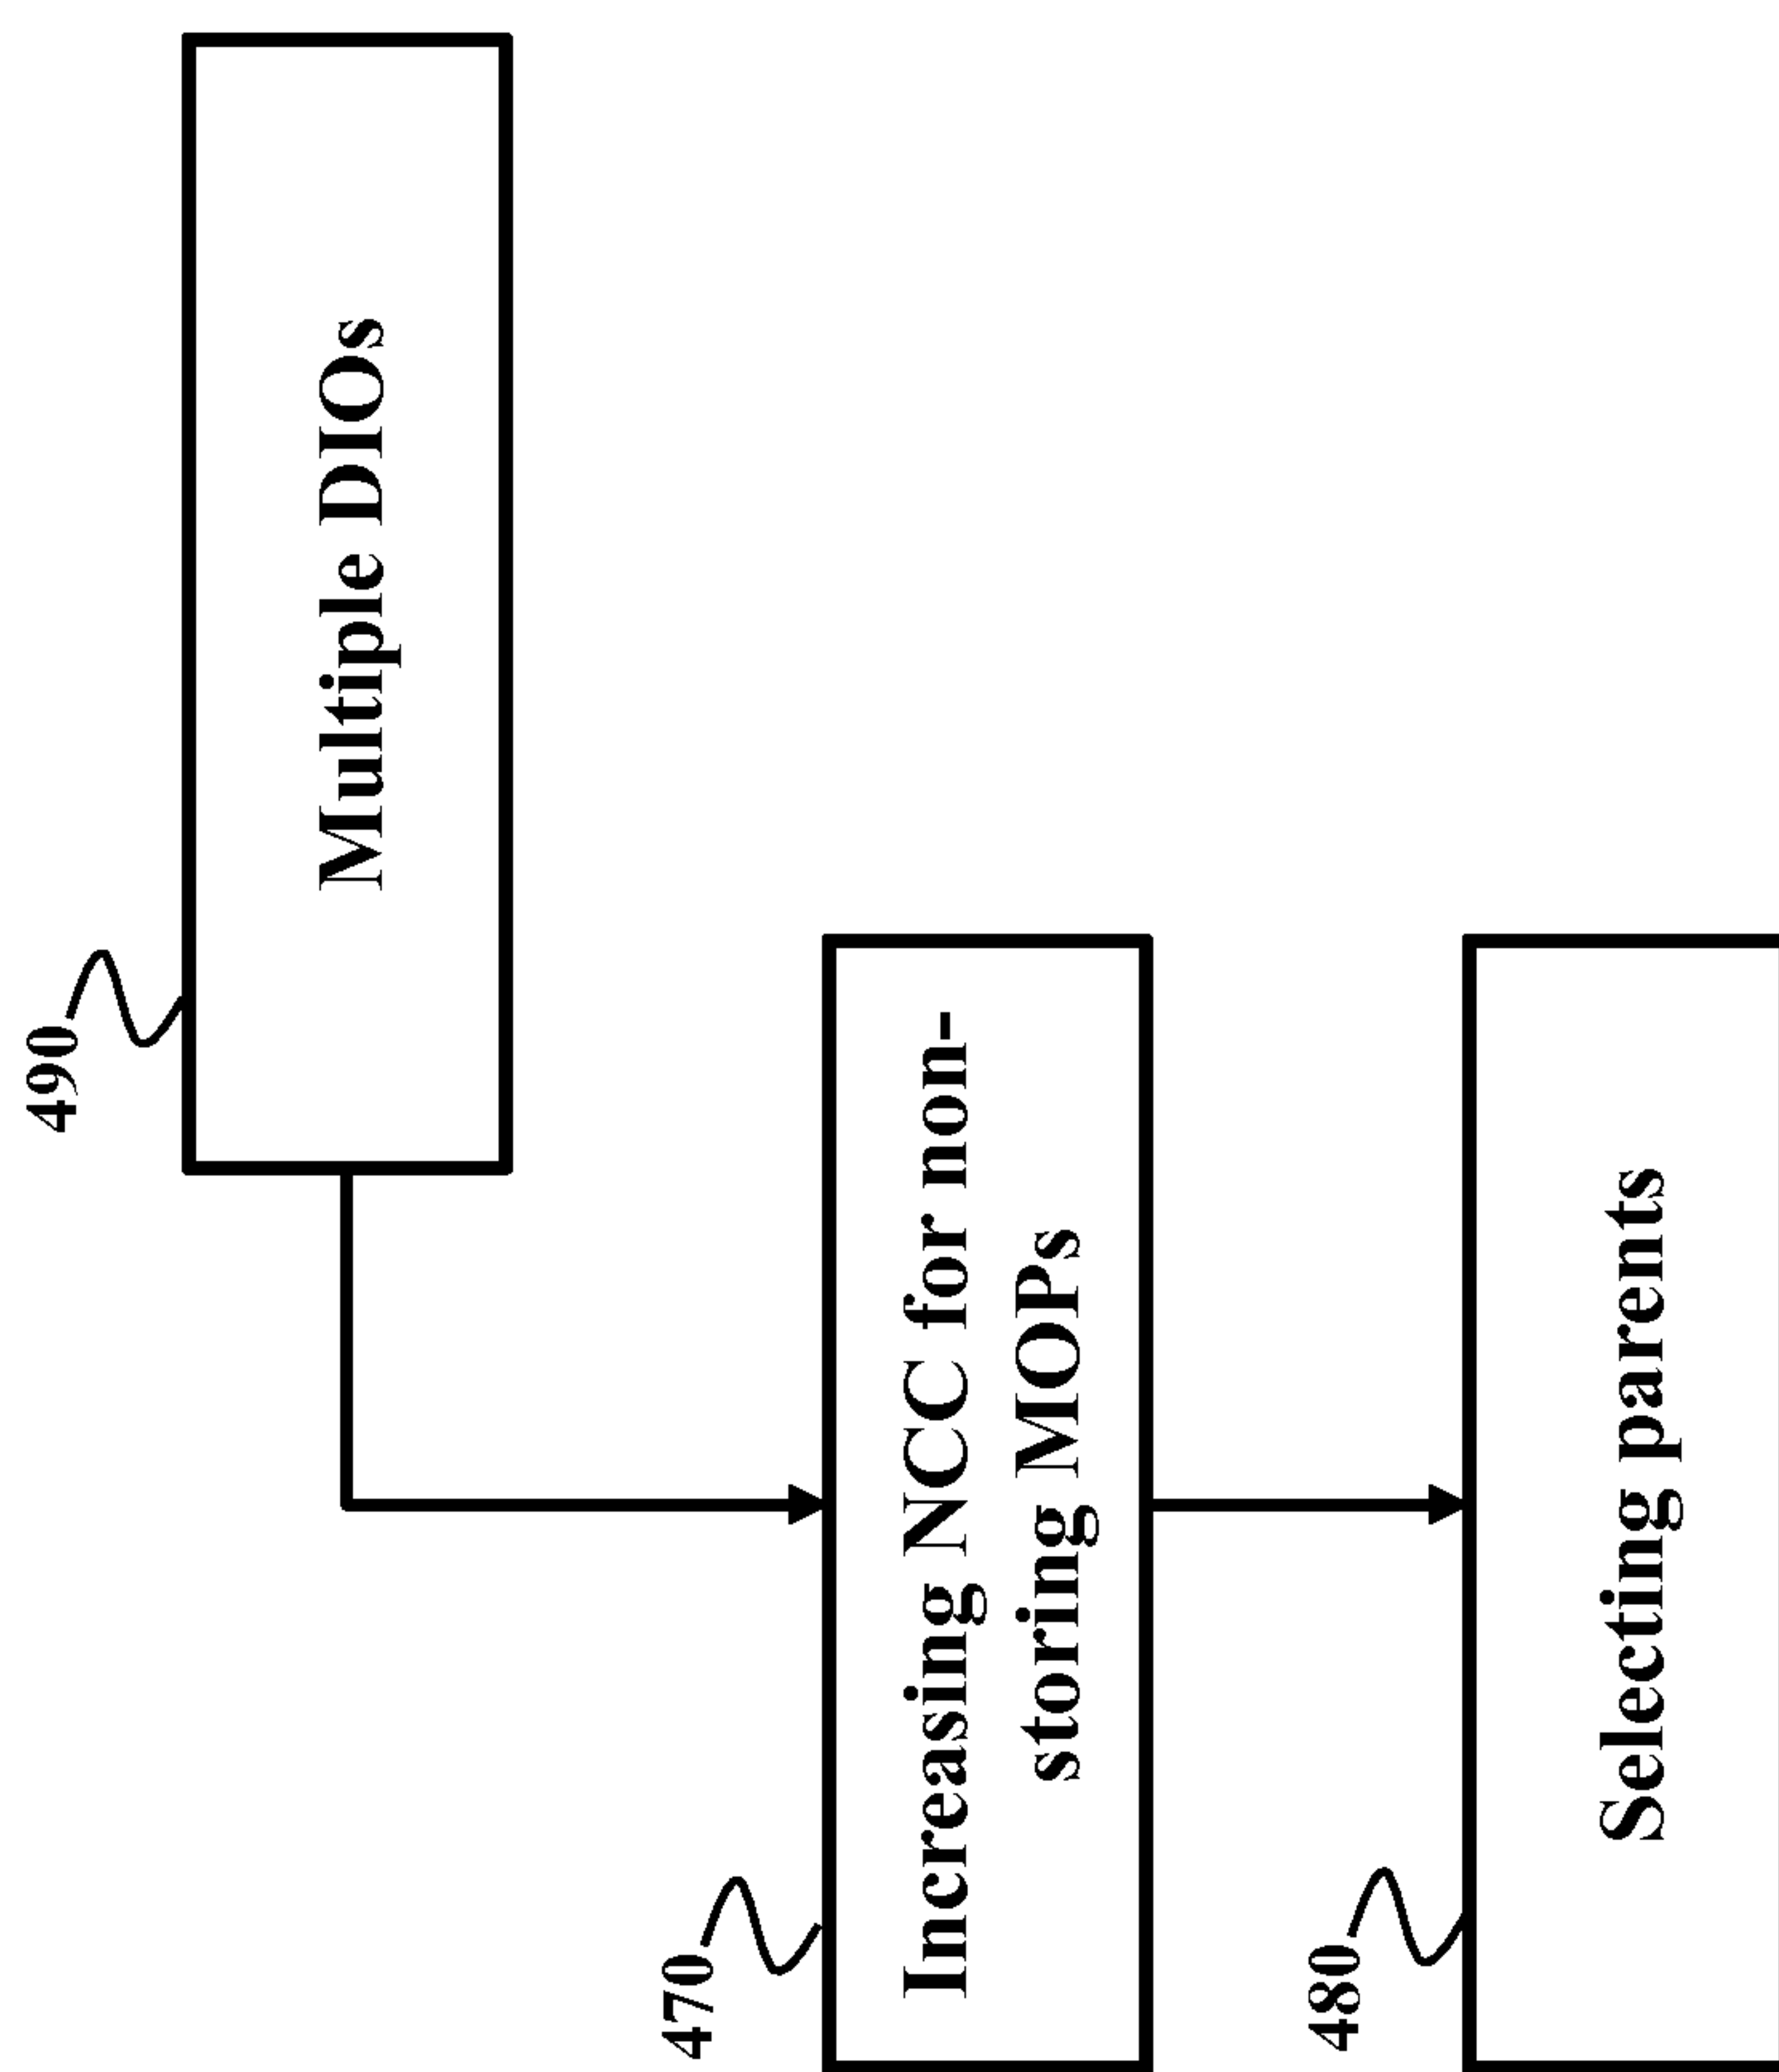 490
Multiple DIOs
470
Increasing NCC for non-
storing MOPs
480
Selecting parents